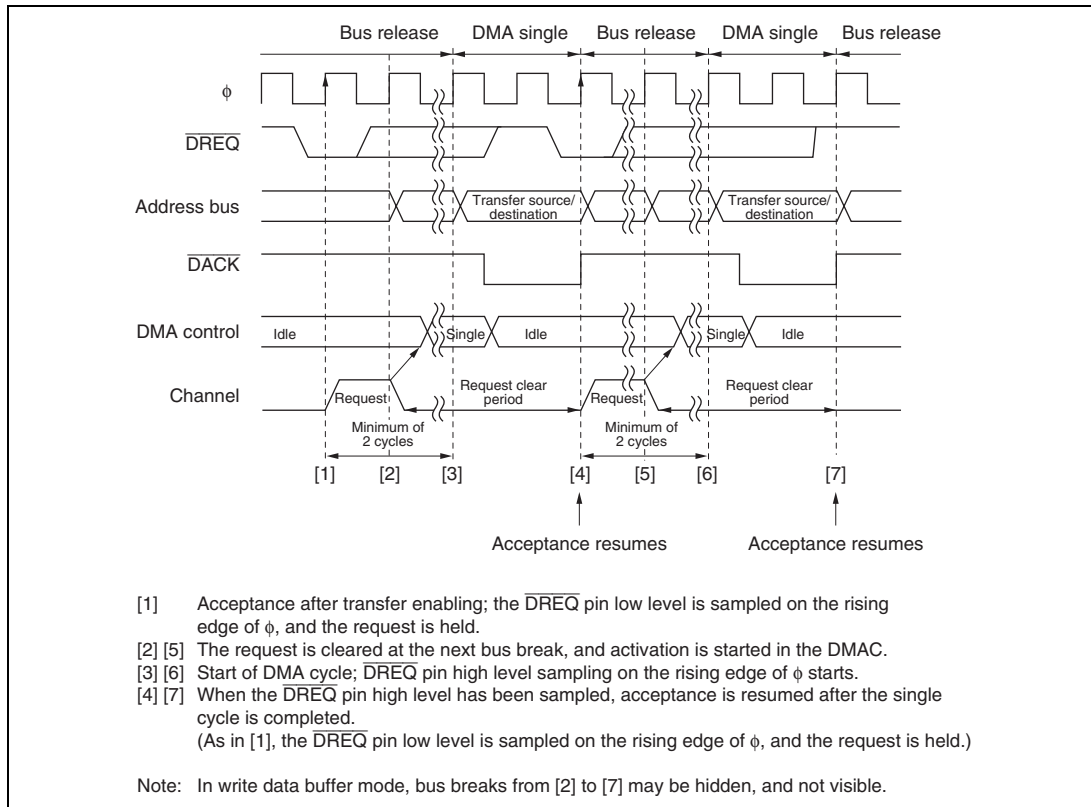 Bus release DMA single Bus release DMA single Bus release
φ
DREQ
Address bus
Transfer source/
destination
Transfer source/
destination
DACK
DMA control
Idle Single Idle Single Idle
Channel
Request
Request clear
period
Request
Request clear
period
Minimum of
2 cycles
Minimum of
2 cycles
[1] [2] [3] [4] [5] [6] [7]
Acceptance resumes Acceptance resumes
[1] Acceptance after transfer enabling; the DREQ pin low level is sampled on the rising
edge of φ, and the request is held.
[2] [5] The request is cleared at the next bus break, and activation is started in the DMAC.
[3] [6] Start of DMA cycle; DREQ pin high level sampling on the rising edge of φ starts.
[4] [7] When the DREQ pin high level has been sampled, acceptance is resumed after the single
cycle is completed.
(As in [1], the DREQ pin low level is sampled on the rising edge of φ, and the request is held.)
Note: In write data buffer mode, bus breaks from [2] to [7] may be hidden, and not visible.